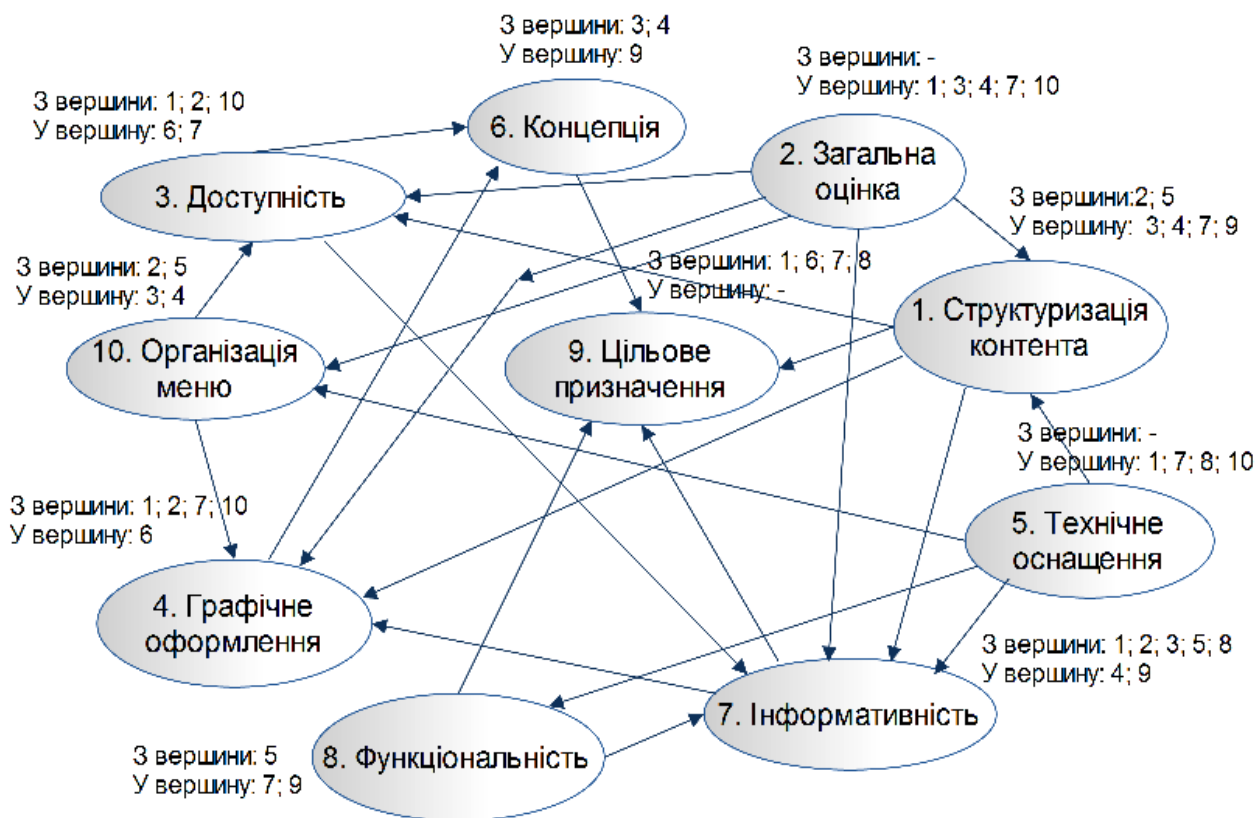 З вершини: 3; 4
У вершину: 9
6. Концепція
З вершини: -
У вершину: 1; 3; 4; 7; 10
2. Загальна
оцінка
З вершини: 1; 2; 10
У вершину: 6; 7
3. Доступність
З вершини:2; 5
У вершину: 3; 4; 7; 9
1. Структуризація
контента
З вершини: 2; 5
У вершину: 3; 4
10. Організація
меню
З вершини: 1; 6; 7; 8
У вершину: -
9. Цільове
призначення
З вершини: -
У вершину: 1; 7; 8; 10
5. Технічне
оснащення
З вершини: 1; 2; 7; 10
У вершину: 6
4. Графічне
оформлення
З вершини: 1; 2; 3; 5; 8
У вершину: 4; 9
7. Інформативність
З вершини: 5
У вершину: 7; 9
8. Функціональність